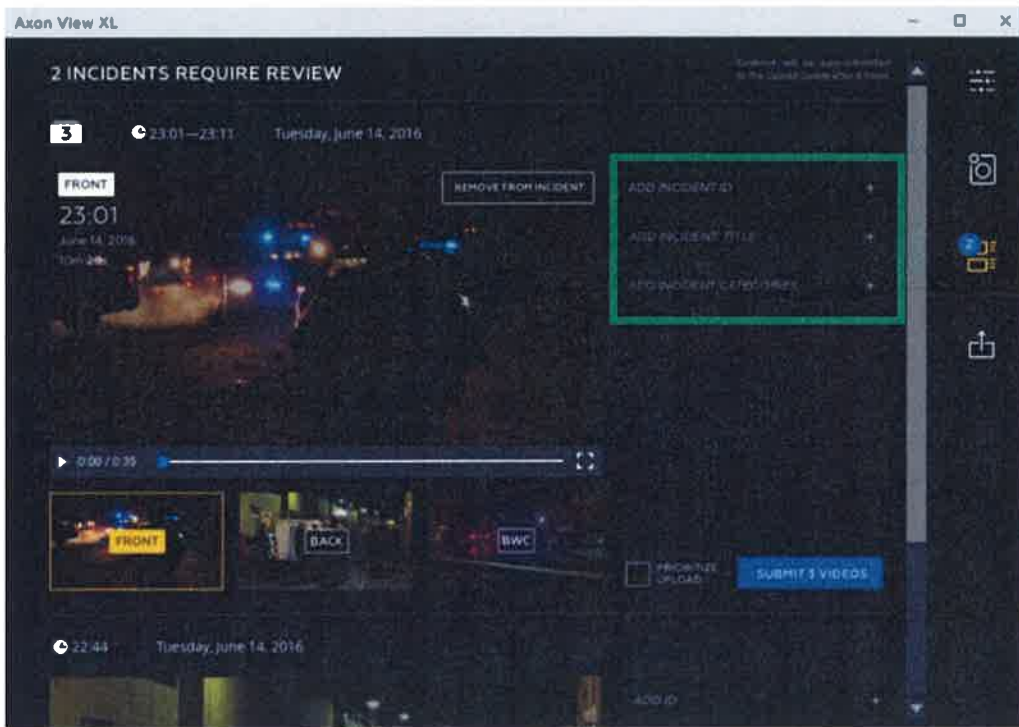 Axon View XL
2 INCIDENTS REQUIRE REVIEW
3 23:01—23:11 Tuesday, June 14, 2016
FRONT
23:01
June 14, 2016
REMOVE FROM INCIDENT
ADD INCIDENT ID +
ADD INCIDENT TITLE +
ADD INCIDENT CATEGORIES +
2
0:00 / 0:35
FRONT
BACK
BWC
PRIORITIZE
UPLOAD
SUBMIT 3 VIDEOS
22:44 Tuesday, June 14, 2016
ADD ID +